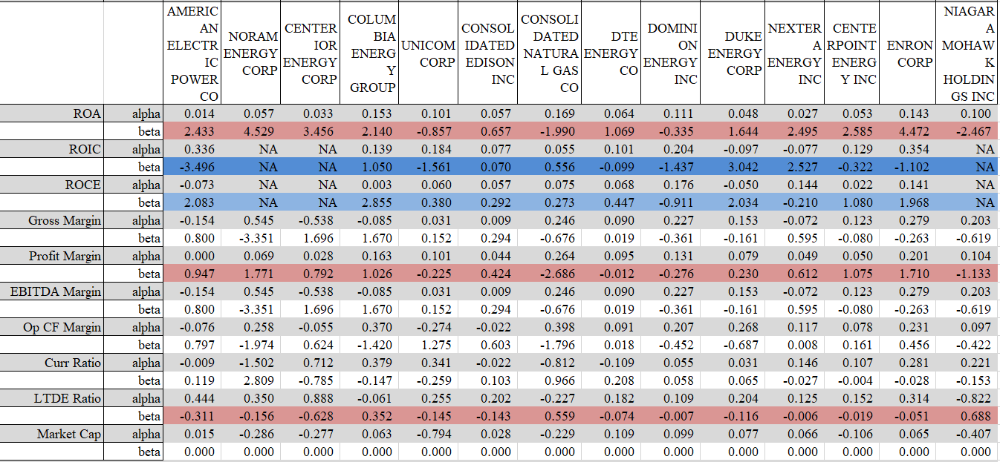 AMERIC AN ELECTR IC POWER CO NORAM ENERGY CORP CENTER IOR ENERGY CORP COLUM BIA ENERG Y GROUP UNICOM CORP CONSOL IDATED EDISON INC CONSOLI DATED NATURA L GAS CO DTE ENERGY CO DOMINI ON ENERGY INC DUKE ENERGY CORP NEXTER A ENERGY INC CENTE RPOINT ENERG Y INC ENRON CORP NIAGAR A MOHAW K HOLDIN GS INC
ROA alpha 0.014 0.057 0.033 0.153 0.101 0.057 0.169 0.064 0.111 0.048 0.027 0.053 0.143 0.100
beta 2.433 4.529 3.456 2.140 -0.857 0.657 -1.990 1.069 -0.335 1.644 2.495 2.585 4.472 -2.467
ROIC alpha 0.336 NA NA 0.139 0.184 0.077 0.055 0.101 0.204 -0.097 -0.077 0.129 0.354 NA
beta -3.496 NA NA 1.050 -1.561 0.070 0.556 -0.099 -1.437 3.042 2.527 -0.322 -1.102 NA
ROCE alpha -0.073 NA NA 0.003 0.060 0.057 0.075 0.068 0.176 -0.050 0.144 0.022 0.141 NA
beta 2.083 NA NA 2.855 0.380 0.292 0.273 0.447 -0.911 2.034 -0.210 1.080 1.968 NA
Gross Margin alpha -0.154 0.545 -0.538 -0.085 0.031 0.009 0.246 0.090 0.227 0.153 -0.072 0.123 0.279 0.203
beta 0.800 -3.351 1.696 1.670 0.152 0.294 -0.676 0.019 -0.361 -0.161 0.595 -0.080 -0.263 -0.619
Profit Margin alpha 0.000 0.069 0.028 0.163 0.101 0.044 0.264 0.095 0.131 0.079 0.049 0.050 0.201 0.104
beta 0.947 1.771 0.792 1.026 -0.225 0.424 -2.686 -0.012 -0.276 0.230 0.612 1.075 1.710 -1.133
EBITDA Margin alpha -0.154 0.545 -0.538 -0.085 0.031 0.009 0.246 0.090 0.227 0.153 -0.072 0.123 0.279 0.203
beta 0.800 -3.351 1.696 1.670 0.152 0.294 -0.676 0.019 -0.361 -0.161 0.595 -0.080 -0.263 -0.619
Op CF Margin alpha -0.076 0.258 -0.055 0.370 -0.274 -0.022 0.398 0.091 0.207 0.268 0.117 0.078 0.231 0.097
beta 0.797 -1.974 0.624 -1.420 1.275 0.603 -1.796 0.018 -0.452 -0.687 0.008 0.161 0.456 -0.422
Curr Ratio alpha -0.009 -1.502 0.712 0.379 0.341 -0.022 -0.812 -0.109 0.055 0.031 0.146 0.107 0.281 0.221
beta 0.119 2.809 -0.785 -0.147 -0.259 0.103 0.966 0.208 0.058 0.065 -0.027 -0.004 -0.028 -0.153
LTDE Ratio alpha 0.444 0.350 0.888 -0.061 0.255 0.202 -0.227 0.182 0.109 0.204 0.125 0.152 0.314 -0.822
beta -0.311 -0.156 -0.628 0.352 -0.145 -0.143 0.559 -0.074 -0.007 -0.116 -0.006 -0.019 -0.051 0.688
Market Cap alpha 0.015 -0.286 -0.277 0.063 -0.794 0.028 -0.229 0.109 0.099 0.077 0.066 -0.106 0.065 -0.407
beta 0.000 0.000 0.000 0.000 0.000 0.000 0.000 0.000 0.000 0.000 0.000 0.000 0.000 0.000